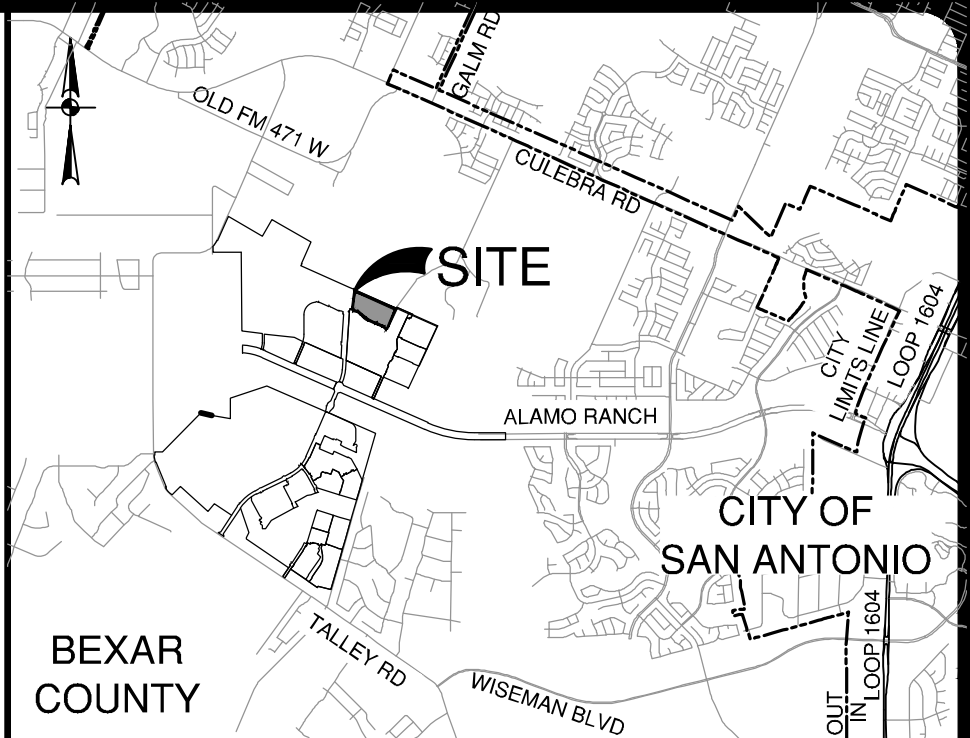 GALM RD
OLD FM 471 W
CULEBRA RD
SITE
CITY
LIMITS LINE
LOOP 1604
ALAMO RANCH
CITY OF
SAN ANTONIO
TALLEY RD
BEXAR
COUNTY
WISEMAN BLVD
OUT
IN
LOOP 1604